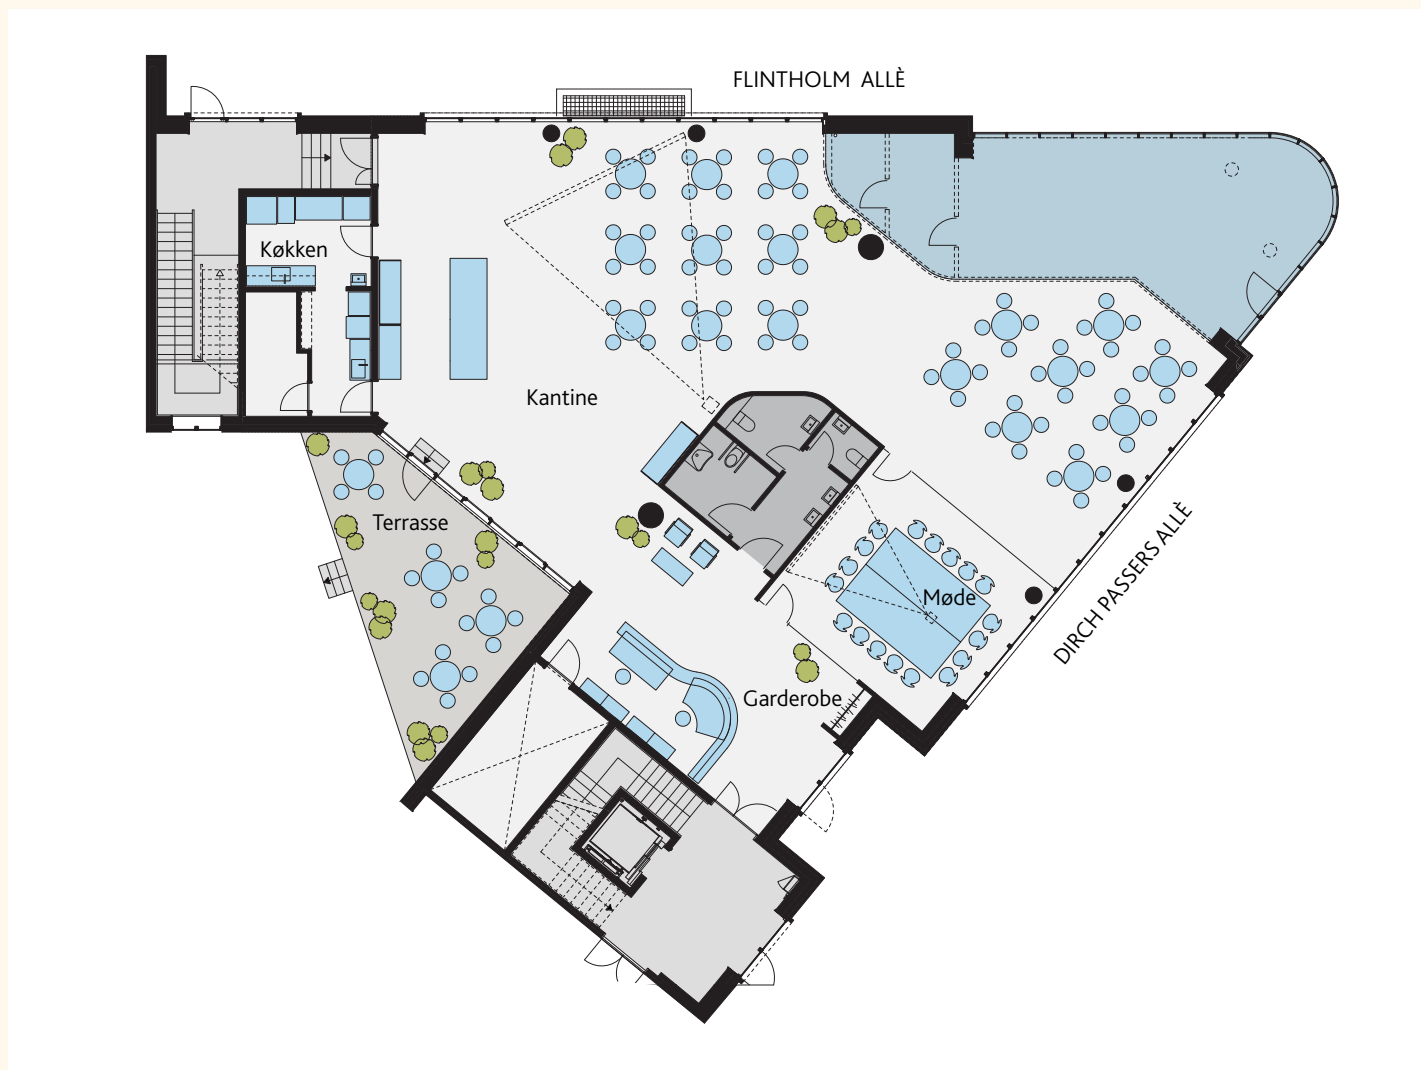 FLINTHOLM ALLÈ
Køkken
Kantine
Terrasse
DIRCH PASSERS ALLÈ
Møde
Garderobe